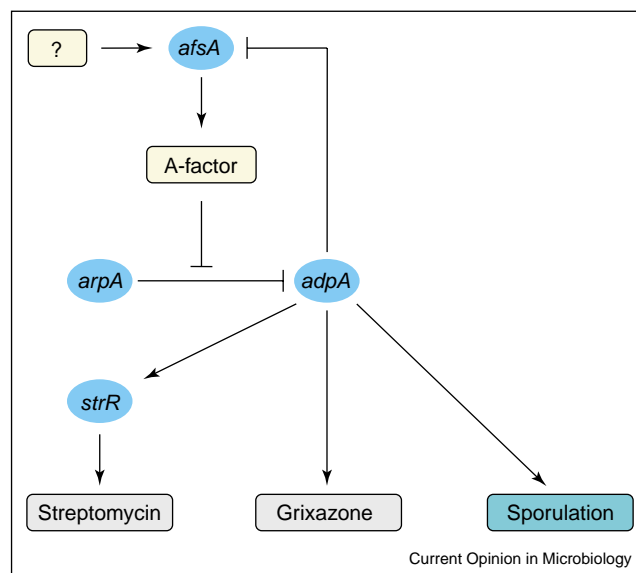 ?
afsA
A-factor
arpA
adpA
strR
Streptomycin
Grixazone
Sporulation
Current Opinion in Microbiology